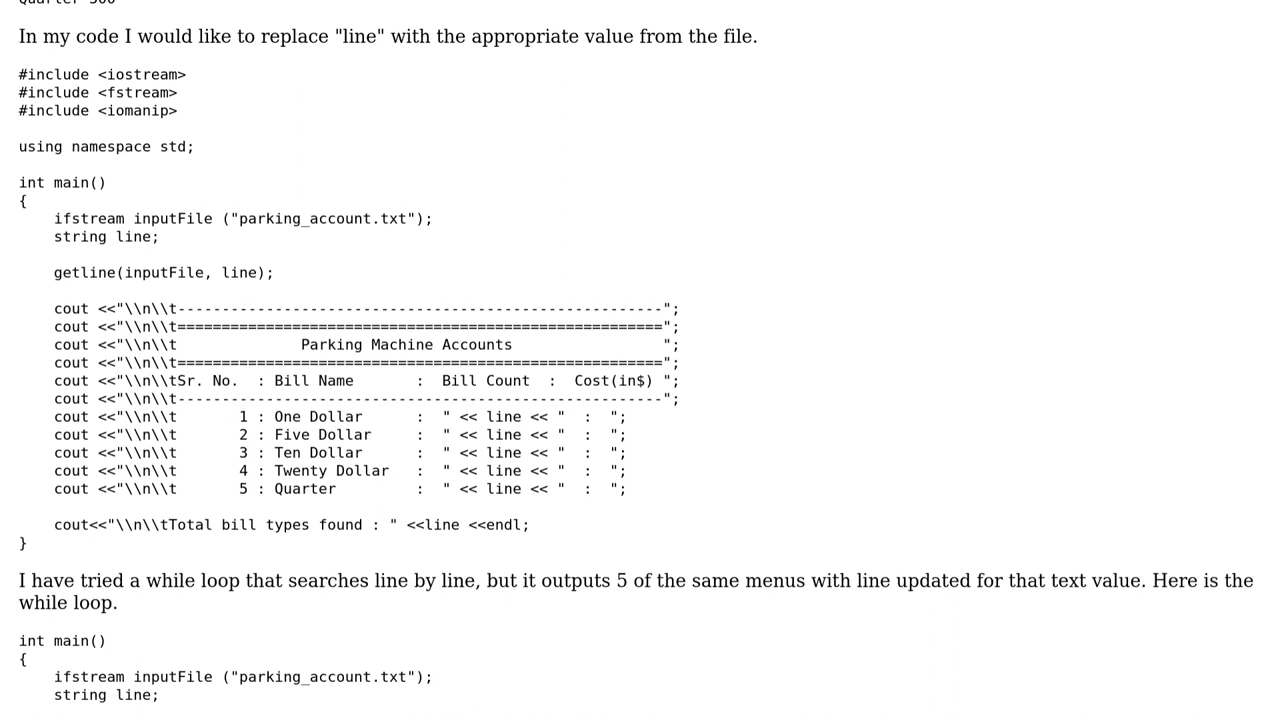 Quarter 500
In my code I would like to replace "line" with the appropriate value from the file.
#include <iostream>
#include <fstream>
#include <iomanip>
using namespace std;
int main()
{
    ifstream inputFile ("parking_account.txt");
    string line;
    getline(inputFile, line);
    cout <<"\\n\\t-------------------------------------------------------";
    cout <<"\\n\\t=======================================================";
    cout <<"\\n\\t              Parking Machine Accounts                 ";
    cout <<"\\n\\t=======================================================";
    cout <<"\\n\\tSr. No.  : Bill Name       :  Bill Count  :  Cost(in$) ";
    cout <<"\\n\\t-------------------------------------------------------";
    cout <<"\\n\\t       1 : One Dollar      :  " << line << "  :  ";
    cout <<"\\n\\t       2 : Five Dollar     :  " << line << "  :  ";
    cout <<"\\n\\t       3 : Ten Dollar      :  " << line << "  :  ";
    cout <<"\\n\\t       4 : Twenty Dollar   :  " << line << "  :  ";
    cout <<"\\n\\t       5 : Quarter         :  " << line << "  :  ";
    cout<<"\\n\\tTotal bill types found : " <<line <<endl;
}
I have tried a while loop that searches line by line, but it outputs 5 of the same menus with line updated for that text value. Here is the
while loop.
int main()
{
    ifstream inputFile ("parking_account.txt");
    string line;